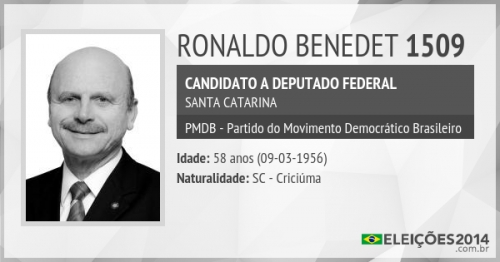 RONALDO BENEDET 1509
CANDIDATO A DEPUTADO FEDERAL
SANTA CATARINA
PMDB - Partido do Movimento Democrático Brasileiro
Idade: 58 anos (09-03-1956)
Naturalidade: SC - Criciúma
ELEIÇÕES2014
.com.br